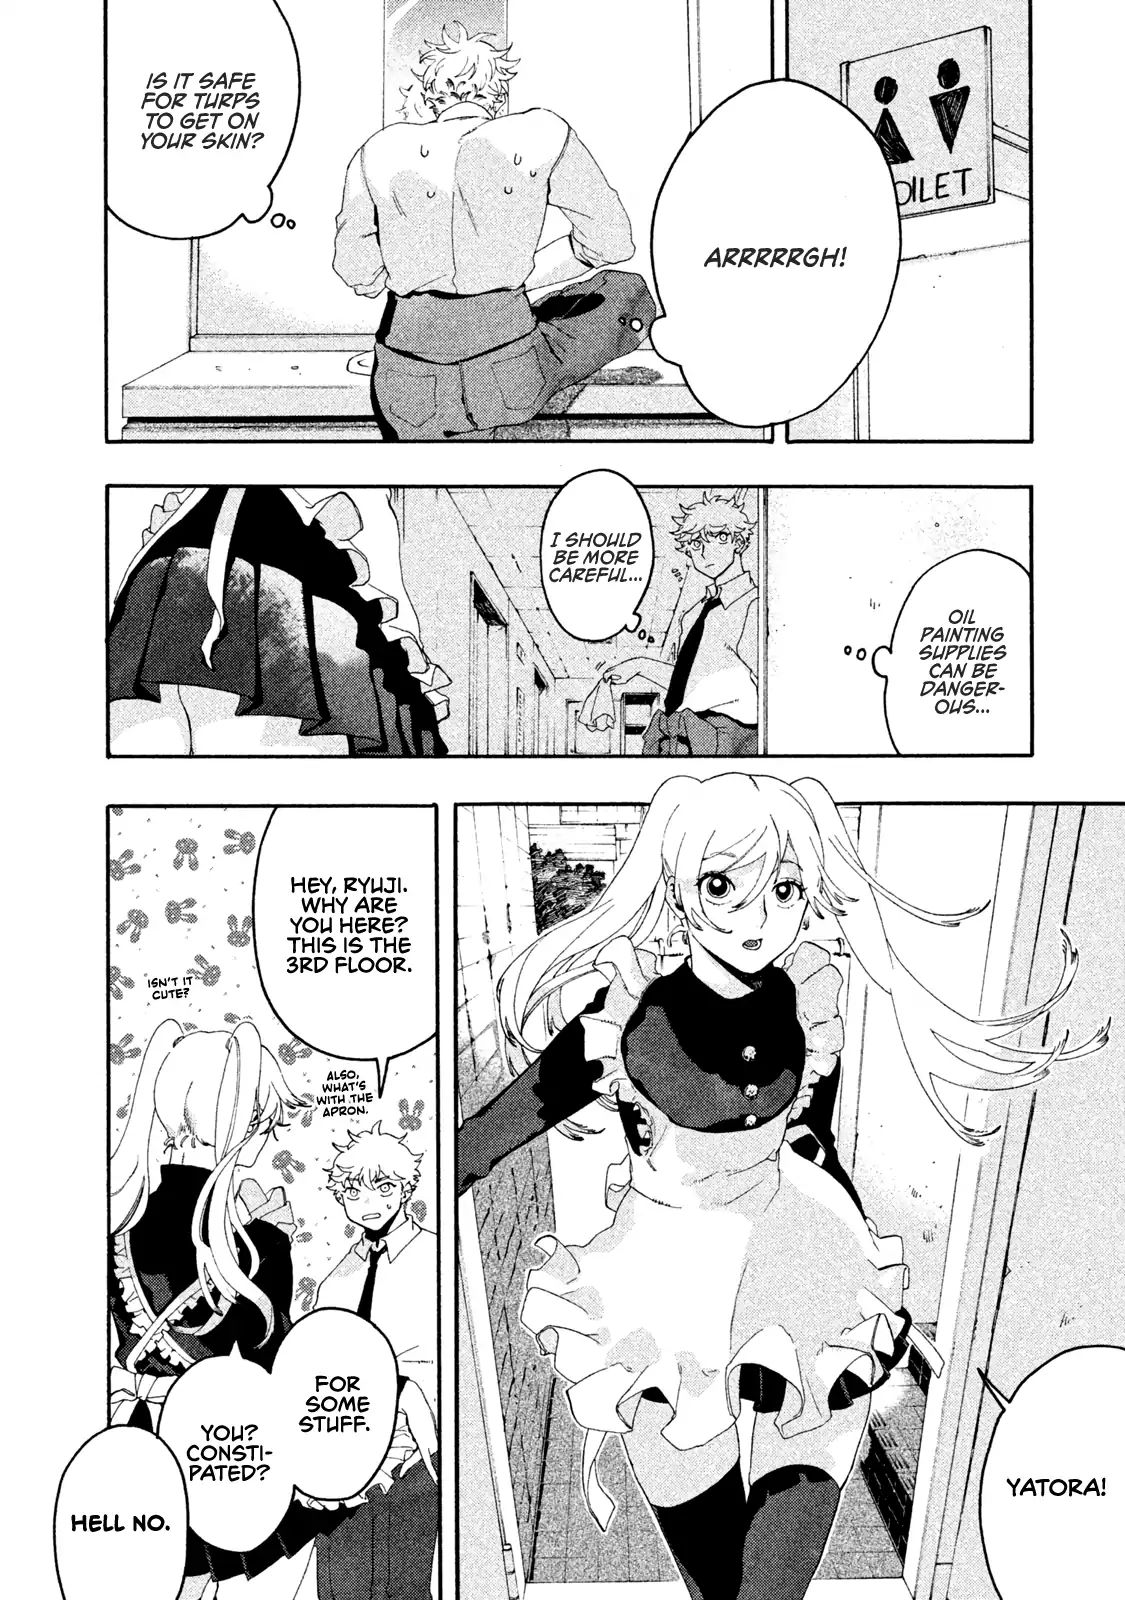 OILET
ARRRRRGH!
IS IT SAFE
FOR TURPS
TO GET ON
YOUR SKIN?
OIL
PAINTING
SUPPLIES
CAN BE
DANGER-
OUS...
I SHOULD
BE MORE
CAREFUL...
YATORA!
HEY, RYUJI.
WHY ARE
YOU HERE?
THIS IS THE
3RD FLOOR.
ALSO,
WHAT'S
WITH THE
APRON.
ISN'T IT
CUTE?
FOR
SOME
STUFF.
YOU?
CONSTI-
PATED?
HELL NO.